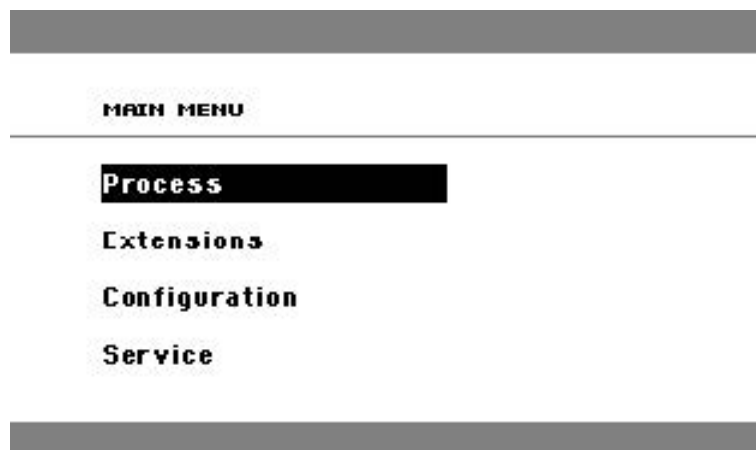 MAIN MENU
Process
Extensions
Configuration
Service